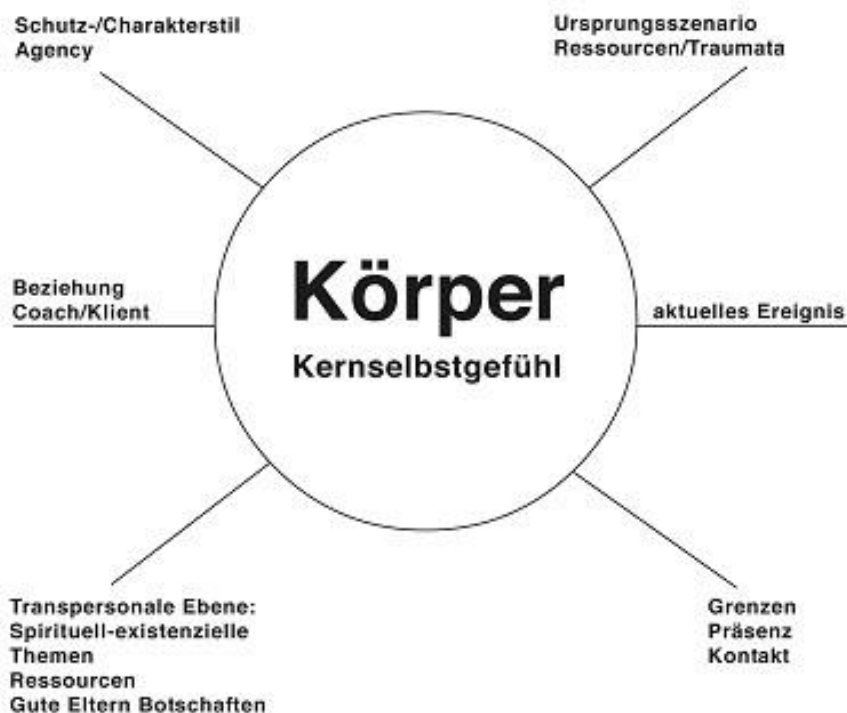 Schutz-/Charakterstil
Agency
Ursprungsszenario
Ressourcen/Traumata
Körper
Kernselbstgefühl
Beziehung
Coach/Klient
aktuelles Ereignis
Transpersonale Ebene:
Spirituell-existenzielle
Themen
Ressourcen
Gute Eltern Botschaften
Grenzen
Präsenz
Kontakt